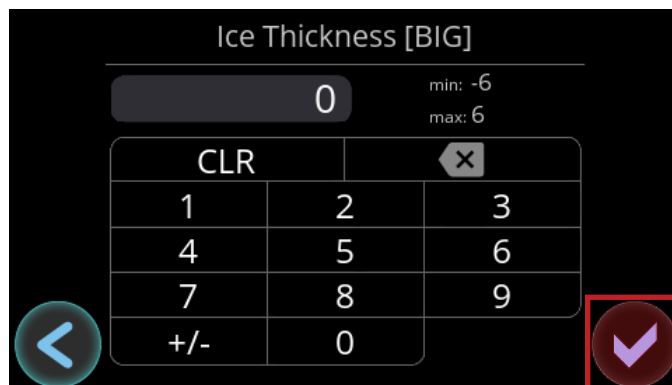 Ice Thickness [BIG]
0
min: -6
max: 6
CLR
1 2 3
4 5 6
7 8 9
+/- 0